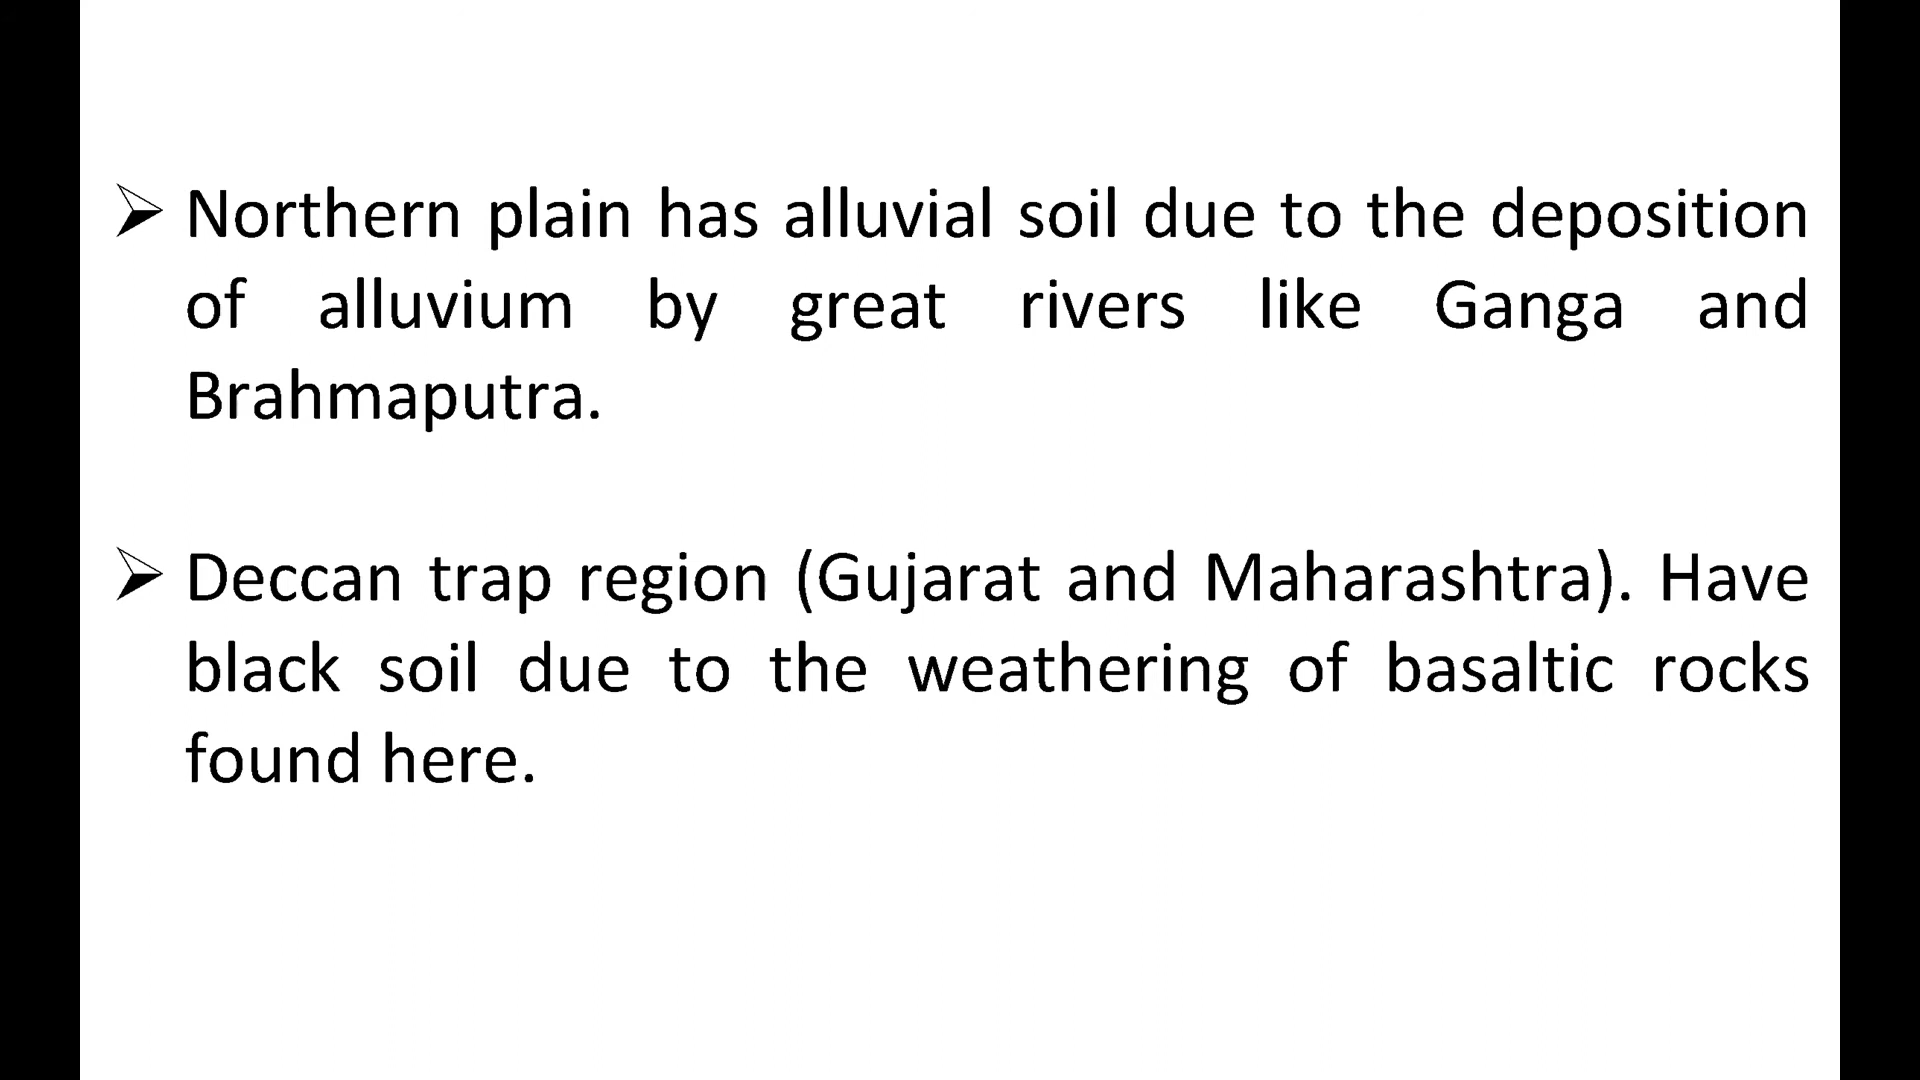 ➢ Northern plain has alluvial soil due to the deposition
of alluvium by great rivers like Ganga and
Brahmaputra.
➢ Deccan trap region (Gujarat and Maharashtra). Have
black soil due to the weathering of basaltic rocks
found here.